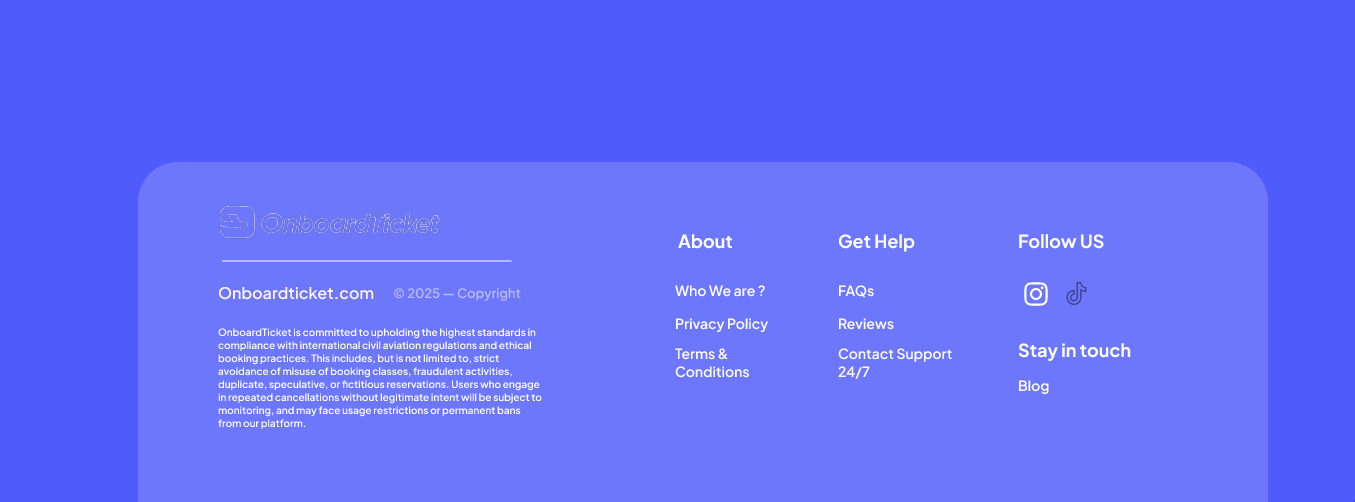 OnboardTicket
Onboardticket.com © 2025 — Copyright
OnboardTicket is committed to upholding the highest standards in
compliance with international civil aviation regulations and ethical
booking practices. This includes, but is not limited to, strict
avoidance of misuse of booking classes, fraudulent activities,
duplicate, speculative, or fictitious reservations. Users who engage
in repeated cancellations without legitimate intent will be subject to
monitoring, and may face usage restrictions or permanent bans
from our platform.
About
Who We are ?
Privacy Policy
Terms &
Conditions
Get Help
FAQs
Reviews
Contact Support
24/7
Follow US
Stay in touch
Blog